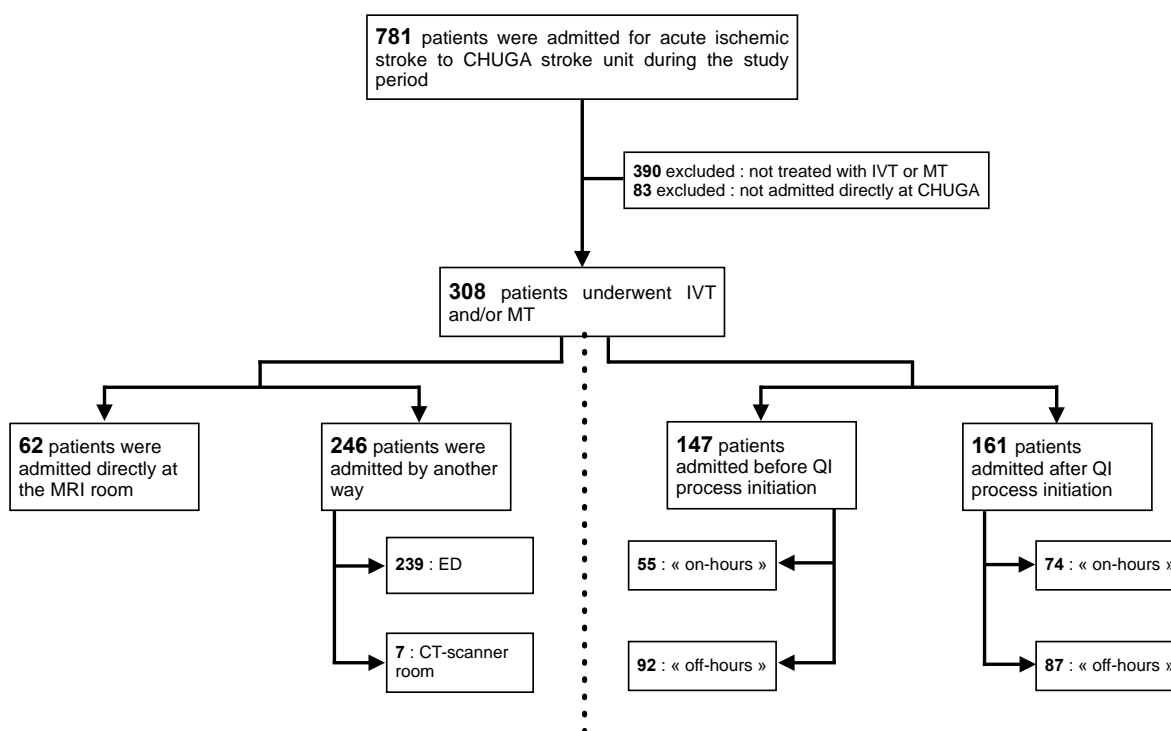 781 patients were admitted for acute ischemic
stroke to CHUGA stroke unit during the study
period
390 excluded : not treated with IVT or MT
83 excluded : not admitted directly at CHUGA
308 patients underwent IVT
and/or MT
62 patients were
admitted directly at
the MRI room
246 patients were
admitted by another
way
147 patients
admitted before QI
process initiation
161 patients
admitted after QI
process initiation
239 : ED
55 : « on-hours »
74 : « on-hours »
7 : CT-scanner
room
92 : « off-hours »
87 : « off-hours »